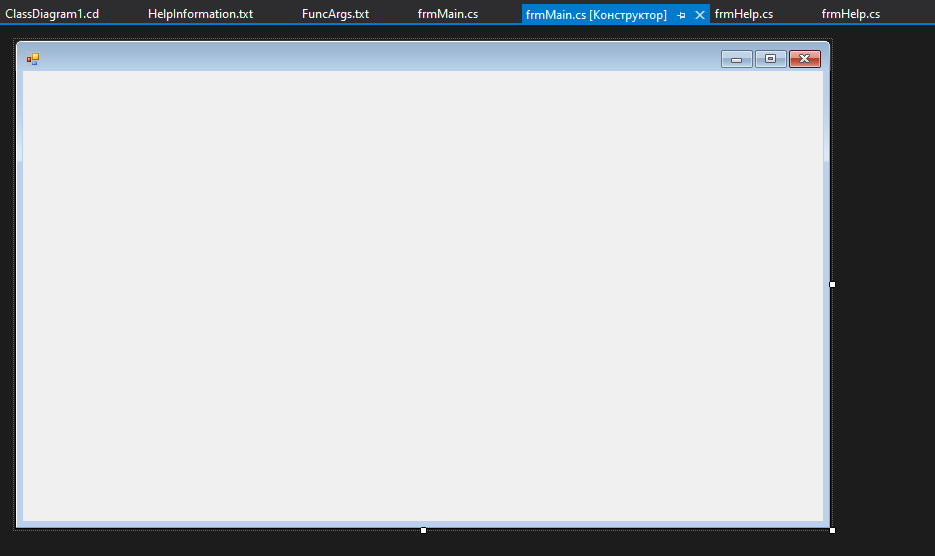 ClassDiagram1.cd HelpInformation.txt FuncArgs.txt frmMain.cs frmMain.cs [Конструктор] frmHelp.cs frmHelp.cs